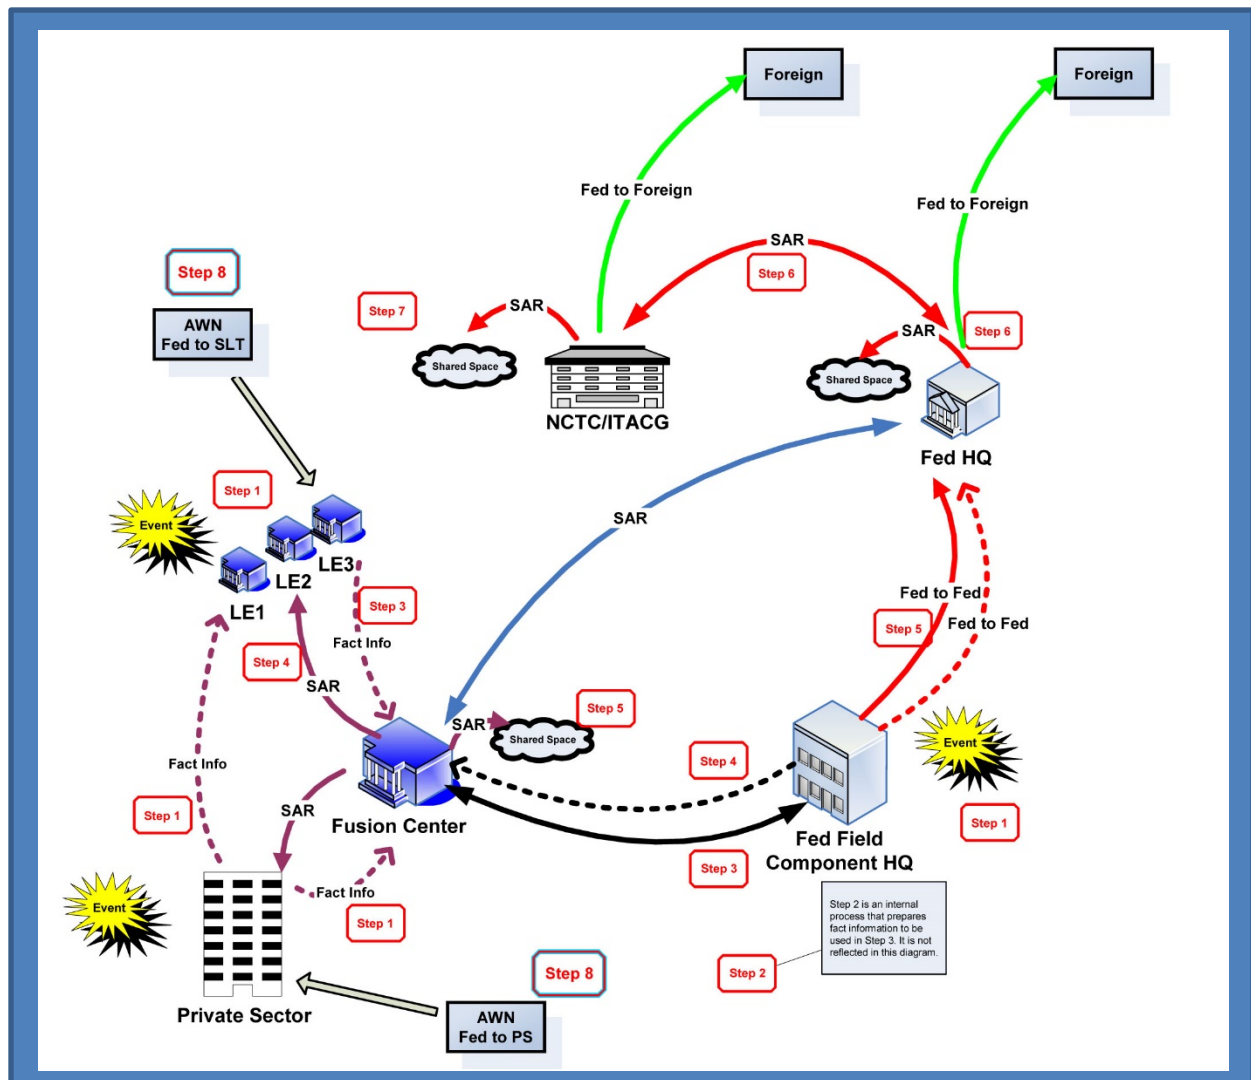 Foreign
Foreign
Fed to Foreign
Fed to Foreign
SAR
Step 6
Step 8
AWN
Fed to SLT
Step 7
SAR
Shared Space
NCTC/ITACG
SAR
Step 6
Shared Space
Fed HQ
Step 1
Event
LE1
LE2
LE3
SAR
Step 3
Fact Info
Step 4
SAR
Fed to Fed
Step 5
Fed to Fed
Fact Info
Step 1
SAR
SAR
Shared Space
Step 5
Step 4
Event
Step 1
Fusion Center
Step 3
Fed Field
Component HQ
Event
Fact Info
Step 1
Step 2 is an internal
process that prepares
fact information to be
used in Step 3. It is not
reflected in this diagram.
Step 2
Step 8
Private Sector
AWN
Fed to PS